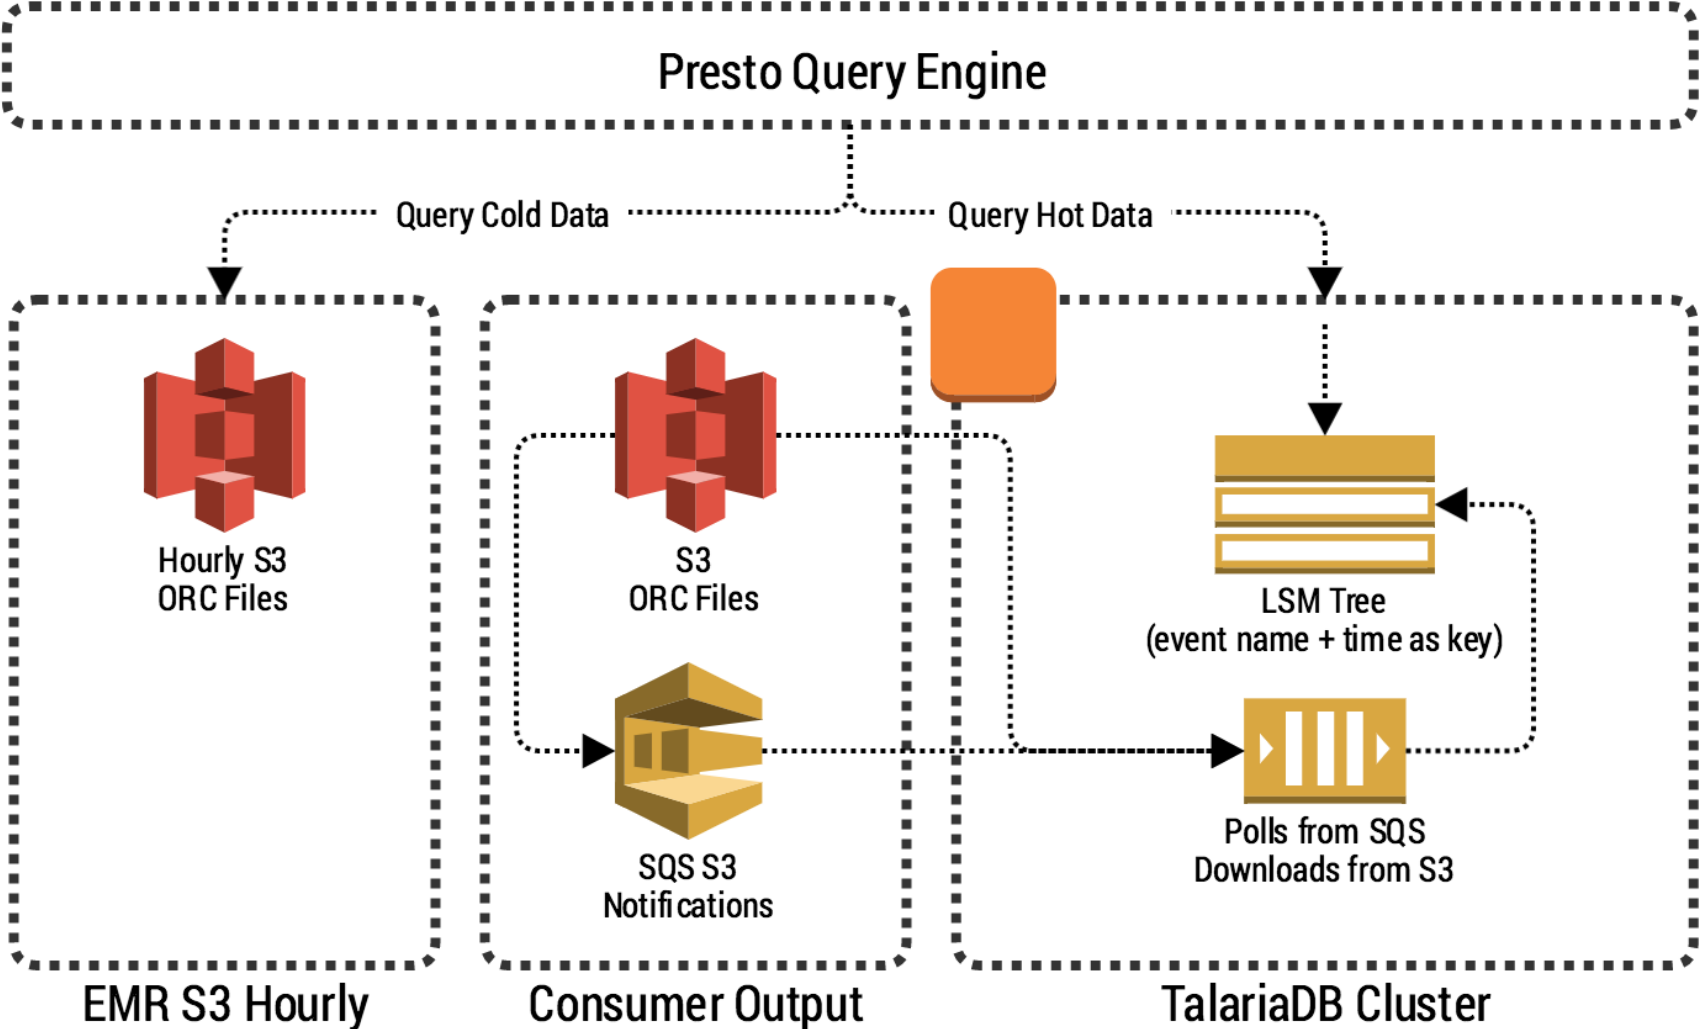 Presto Query Engine
Query Cold Data
Query Hot Data
Hourly S3
ORC Files
S3
ORC Files
LSM Tree
(event name + time as key)
SQS S3
Notifications
Polls from SQS
Downloads from S3
EMR S3 Hourly
Consumer Output
TalariaDB Cluster